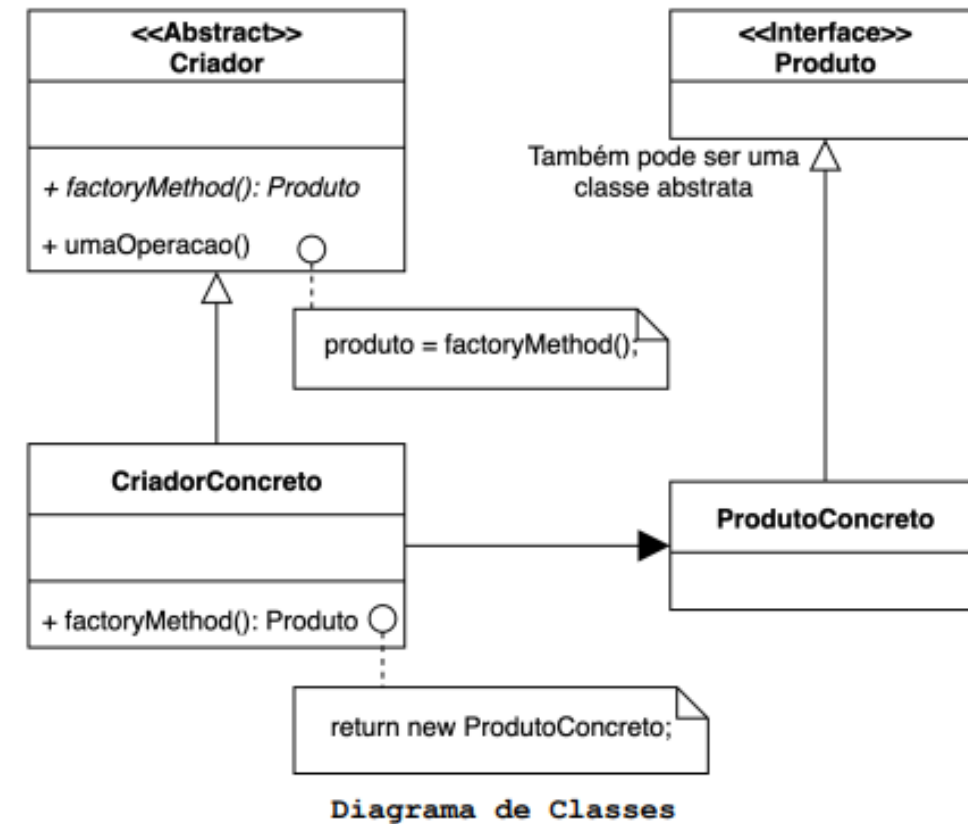 <<Abstract>>
Criador
+ factoryMethod(): Produto
+ umaOperacao()
produto = factoryMethod();
<<Interface>>
Produto
Também pode ser uma
classe abstrata
CriadorConcreto
+ factoryMethod(): Produto
return new ProdutoConcreto;
ProdutoConcreto
Diagrama de Classes